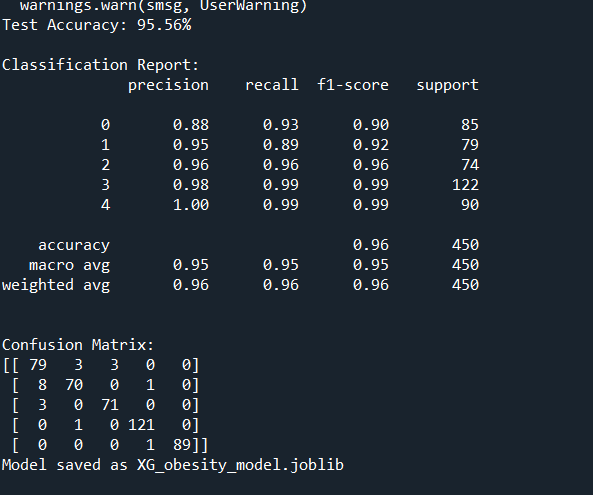 warnings.warn(smsg, UserWarning)
Test Accuracy: 95.56%
Classification Report:
precision recall f1-score support
0 0.88 0.93 0.90 85
1 0.95 0.89 0.92 79
2 0.96 0.96 0.96 74
3 0.98 0.99 0.99 122
4 1.00 0.99 0.99 90
accuracy 0.96 450
macro avg 0.95 0.95 0.95 450
weighted avg 0.96 0.96 0.96 450
Confusion Matrix:
[[ 79 3 3 0 0]
[ 8 70 0 1 0]
[ 3 0 71 0 0]
[ 0 1 0 121 0]
[ 0 0 0 1 89]]
Model saved as XG_obesity_model.joblib